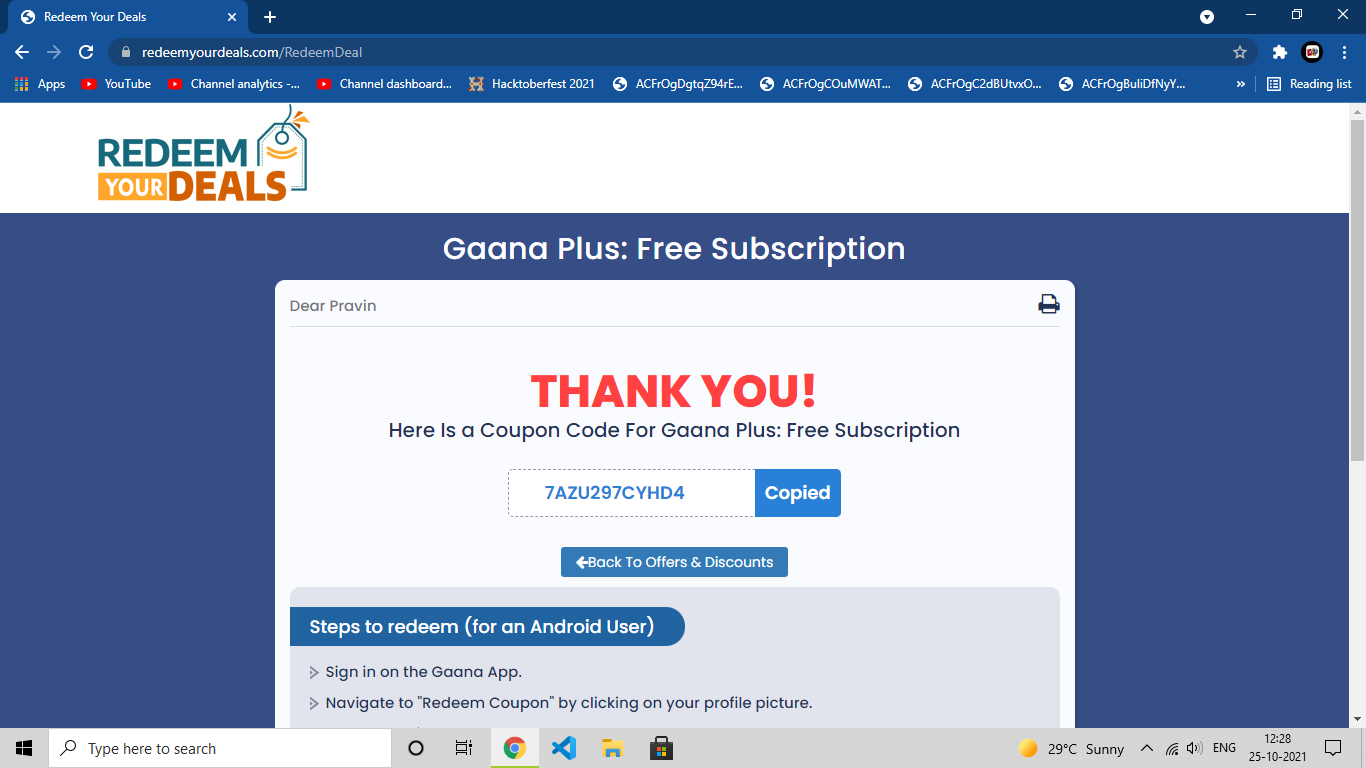 Redeem Your Deals
redeemyourdeals.com/RedeemDeal
Apps
YouTube
Channel analytics -...
Channel dashboard...
Hacktoberfest 2021
ACFrOgDgtqZ94rE...
ACFrOgCOuMWAT...
ACFrOgC2dBUtvxO...
ACFrOgBuliDfNyY...
»
Reading list
REDEEM
YOUR DEALS
Gaana Plus: Free Subscription
Dear Pravin
THANK YOU!
Here Is a Coupon Code For Gaana Plus: Free Subscription
7AZU297CYHD4 Copied
Back To Offers & Discounts
Steps to redeem (for an Android User)
Sign in on the Gaana App.
Navigate to "Redeem Coupon" by clicking on your profile picture.
Type here to search
29°C Sunny
ENG
12:28
25-10-2021